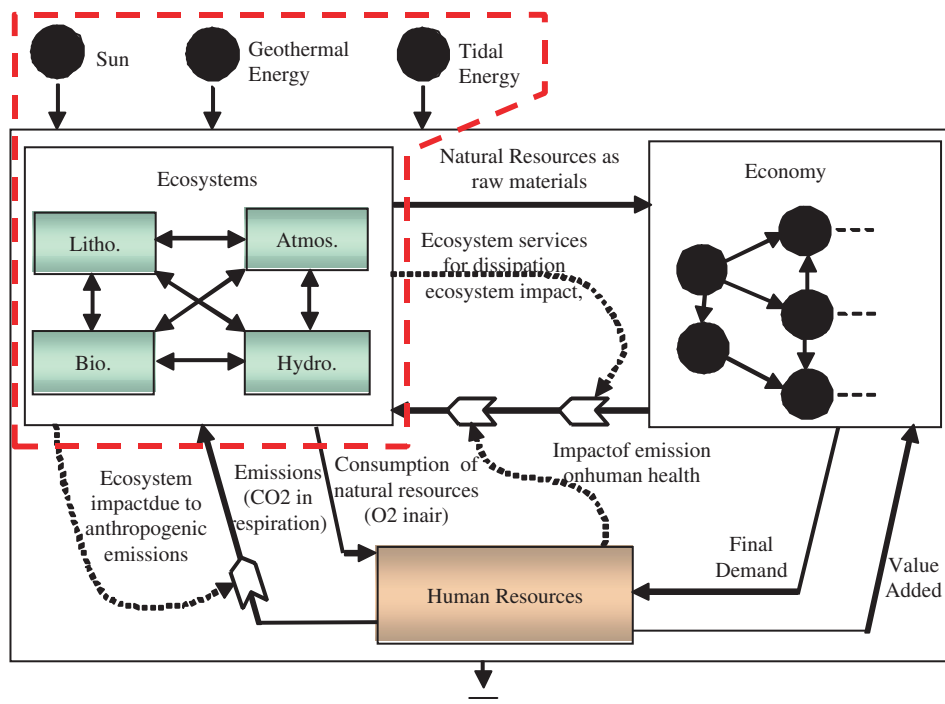 Sun
Geothermal
Energy
Tidal
Energy
Ecosystems
Natural Resources as
raw materials
Economy
Litho.
Atmos.
Ecosystem services
for dissipation
ecosystem impact,
Bio.
Hydro.
Ecosystem
impactdue to
anthropogenic
emissions
Emissions
(CO2 in
respiration)
Consumption of
natural resources
(O2 inair)
Impactof emission
onhuman health
Final
Demand
Value
Added
Human Resources